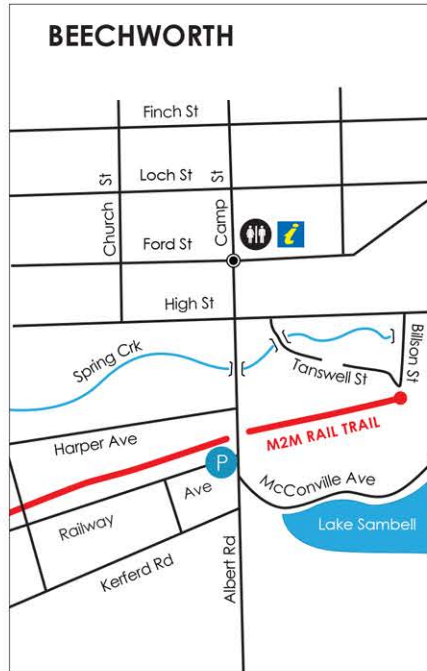 BEECHWORTH
Finch St
Loch St
Church St
Camp St
Ford St
i
High St
Spring Crk
Tanswell St
Billson St
M2M RAIL TRAIL
Harper Ave
P
McConville Ave
Railway Ave
Lake Sambell
Kerferd Rd
Albert Rd